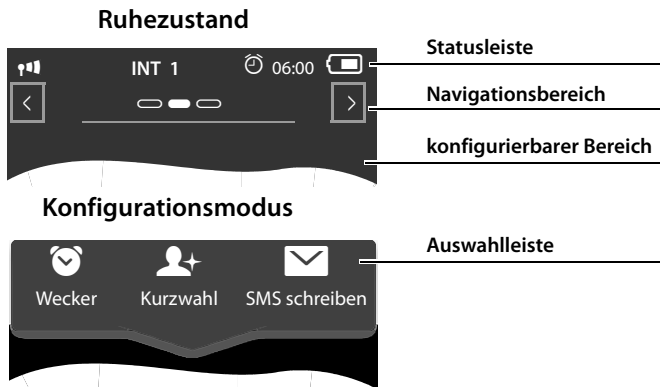 Ruhezustand
INT 1 06:00
Statusleiste
Navigationsbereich
konfigurierbarer Bereich
Konfigurationsmodus
Auswahlleiste
Wecker Kurzwahl SMS schreiben